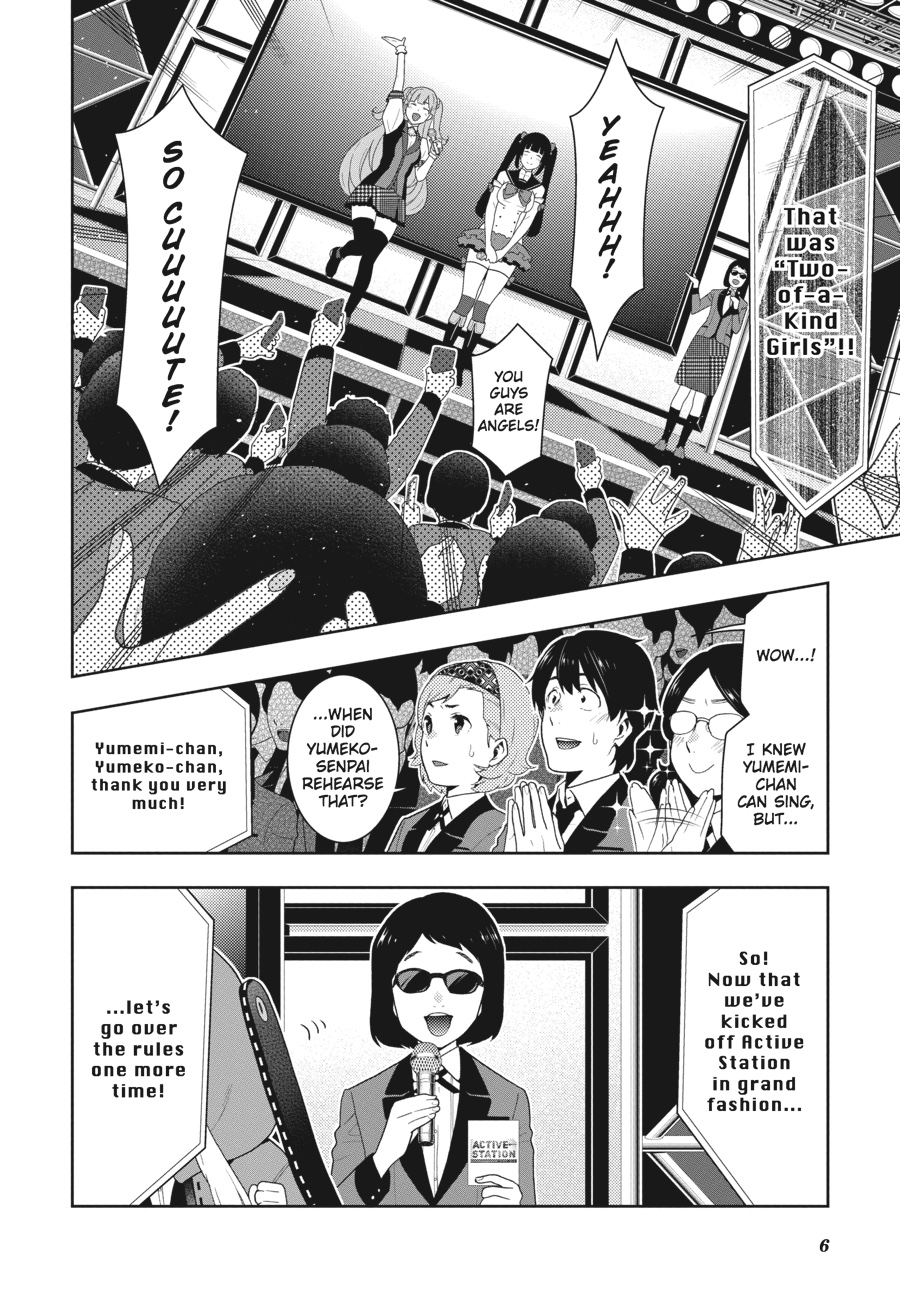 That
was
“Two-
of-a-
Kind
Girls”!!
YEAHH!
YOU
GUYS
ARE
ANGELS!
SO CUUUUUTE!
WOW...!
I KNEW
YUMEMI-
CHAN
CAN SING,
BUT...
...WHEN
DID
YUMEKO-
SENPAI
REHEARSE
THAT?
Yumemi-chan,
Yumeko-chan,
thank you very
much!
So!
Now that
we’ve
kicked
off Active
Station
in grand
fashion...
ACTIVE
STATION
...let’s
go over
the rules
one more
time!
6